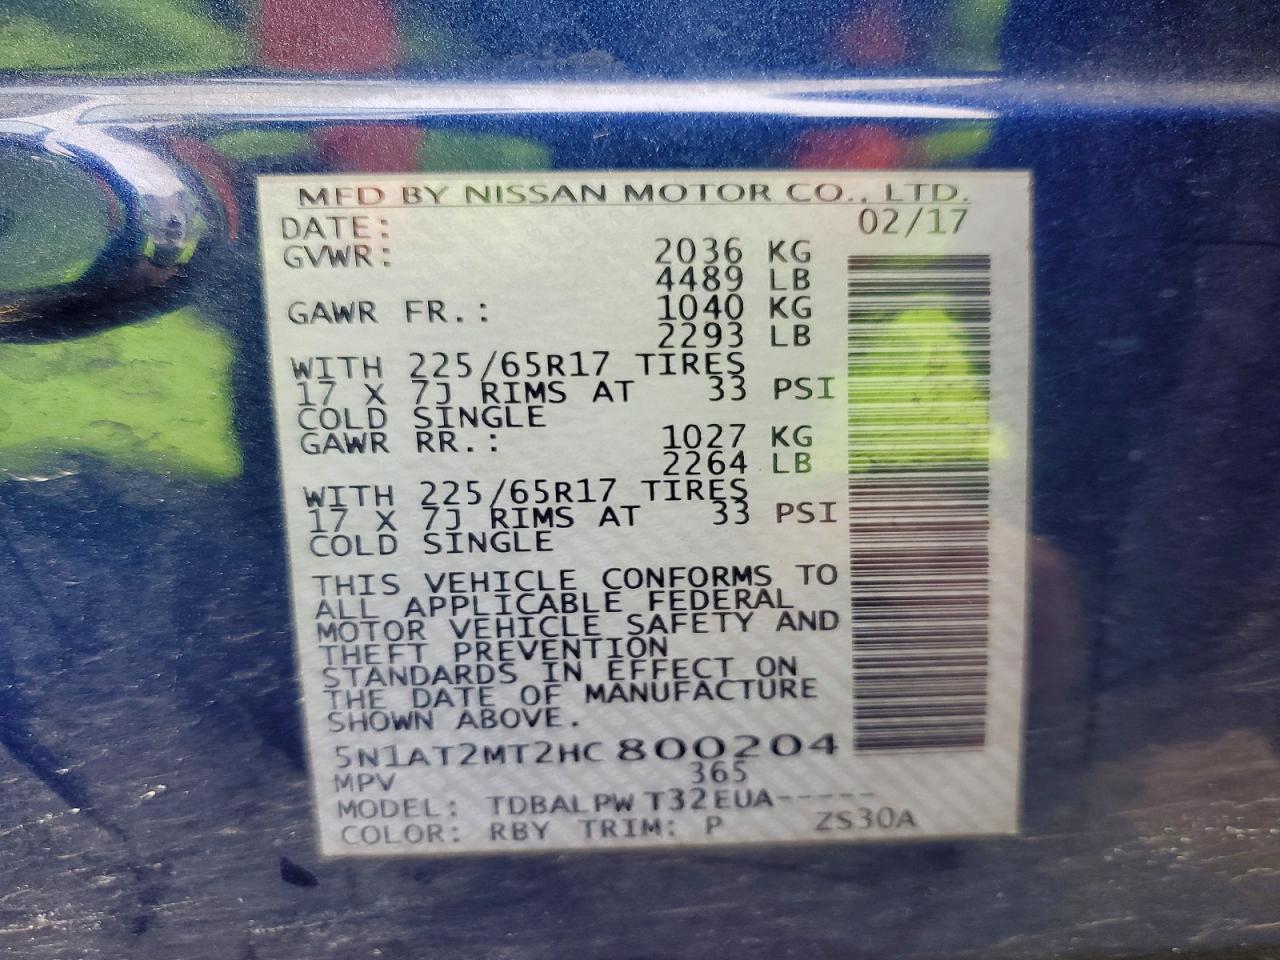 MFD BY NISSAN MOTOR CO., LTD.
DATE: 02/17
GVWR: 2036 KG
4489 LB
GAWR FR.: 1040 KG
2293 LB
WITH 225/65R17 TIRES
17 X 7J RIMS AT 33 PSI
COLD SINGLE
GAWR RR.: 1027 KG
2264 LB
WITH 225/65R17 TIRES
17 X 7J RIMS AT 33 PSI
COLD SINGLE
THIS VEHICLE CONFORMS TO
ALL APPLICABLE FEDERAL
MOTOR VEHICLE SAFETY AND
THEFT PREVENTION
STANDARDS IN EFFECT ON
THE DATE OF MANUFACTURE
SHOWN ABOVE.
5N1AT2MT2HC800204
MPV 365
MODEL: TDBALPWT32EUA-----
COLOR: RBY TRIM: P ZS30A